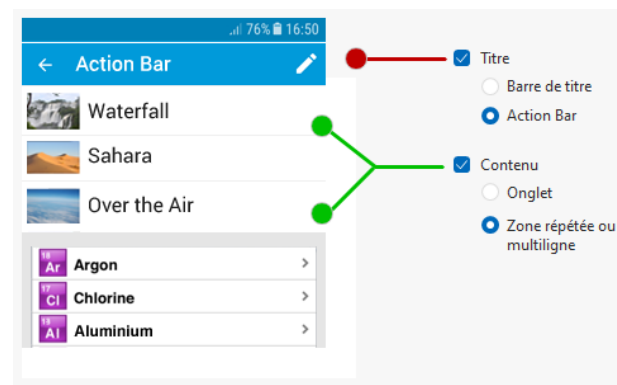 76% 16:50
Action Bar
Titre
Barre de titre
Waterfall
Action Bar
Sahara
Contenu
Onglet
Over the Air
Zone répétée ou
multiligne
18
Ar Argon
17
Cl Chlorine
13
Al Aluminium